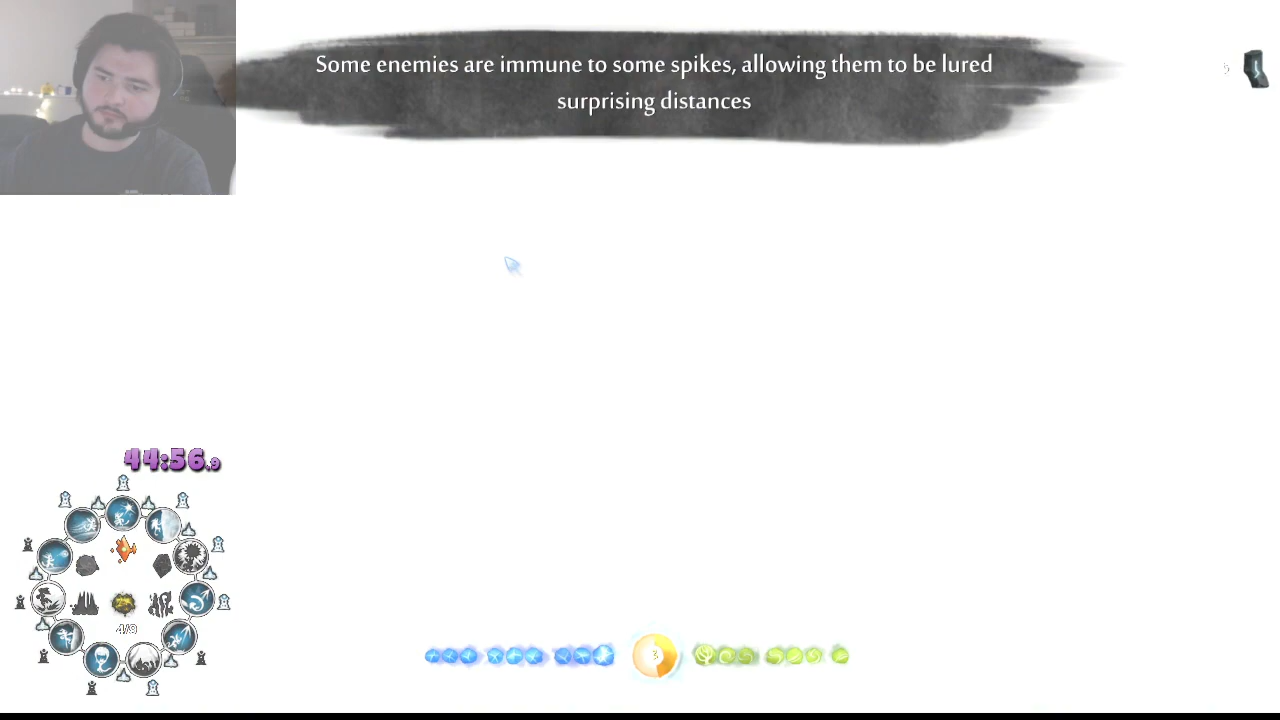 Some enemies are immune to some spikes, allowing them to be lured
surprising distances
44:56.9
4/9
3